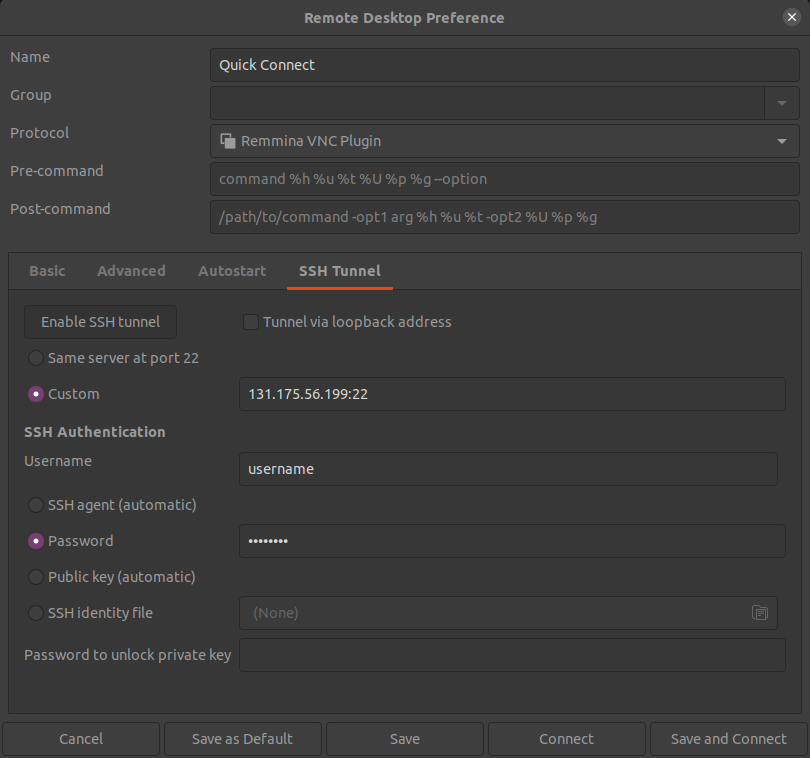 Remote Desktop Preference
Name
Quick Connect
Group
Protocol
Remmina VNC Plugin
Pre-command
command %h %u %t %U %p %g --option
Post-command
/path/to/command -opt1 arg %h %u %t -opt2 %U %p %g
Basic Advanced Autostart SSH Tunnel
Enable SSH tunnel
Tunnel via loopback address
Same server at port 22
Custom
131.175.56.199:22
SSH Authentication
Username
username
SSH agent (automatic)
Password
••••••••
Public key (automatic)
SSH identity file
(None)
Password to unlock private key
Cancel Save as Default Save Connect Save and Connect